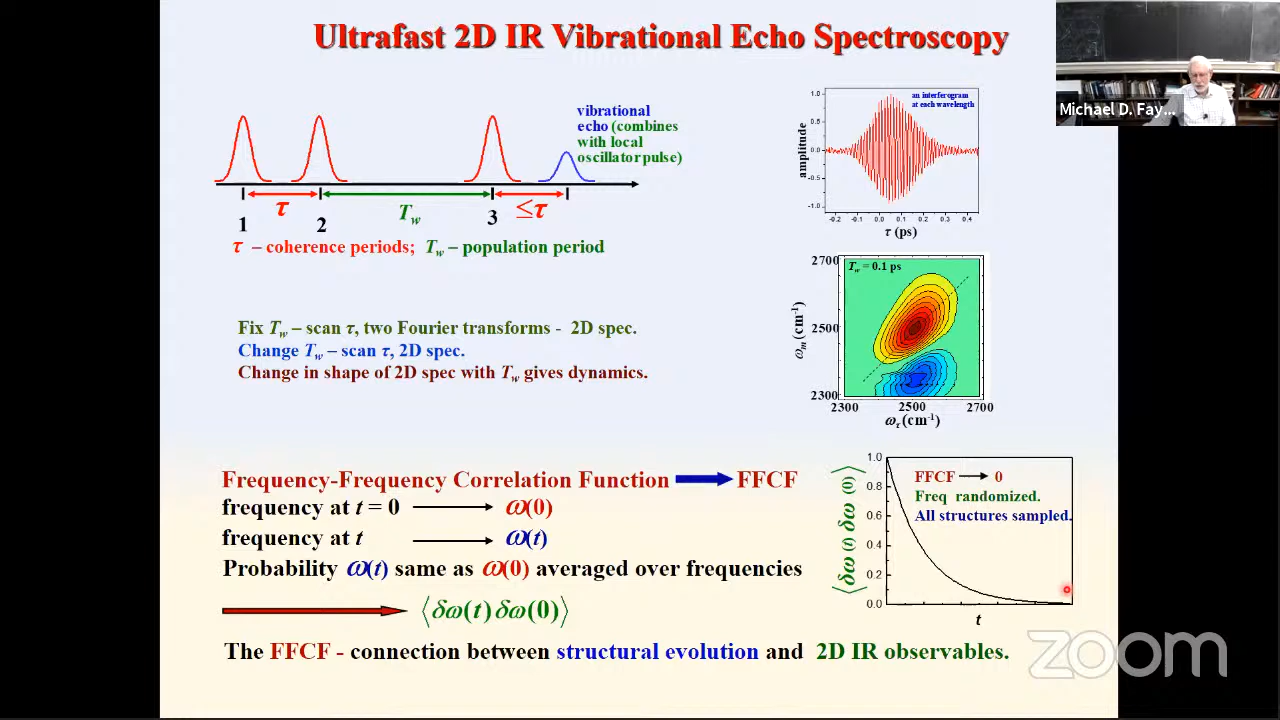 Ultrafast 2D IR Vibrational Echo Spectroscopy
Michael D. Fay...
vibrational
echo (combines
with local
oscillator pulse)
τ
T_w
≤τ
1
2
3
τ – coherence periods; T_w – population period
an interferogram
at each wavelength
amplitude
1.0
0.5
0.0
-0.5
-1.0
-0.2 -0.1 0.0 0.1 0.2 0.3 0.4
τ (ps)
Fix T_w – scan τ, two Fourier transforms - 2D spec.
Change T_w – scan τ, 2D spec.
Change in shape of 2D spec with T_w gives dynamics.
T_w = 0.1 ps
ω_m (cm⁻¹)
2700
2500
2300
2300 2500 2700
ω_τ (cm⁻¹)
Frequency-Frequency Correlation Function FFCF
frequency at t = 0 ω(0)
frequency at t ω(t)
Probability ω(t) same as ω(0) averaged over frequencies
⟨δω(t) δω(0)⟩
⟨δω (t) δω (0)⟩
1.0
0.8
0.6
0.4
0.2
0.0
FFCF → 0
Freq randomized.
All structures sampled.
t
The FFCF - connection between structural evolution and 2D IR observables.
zoom